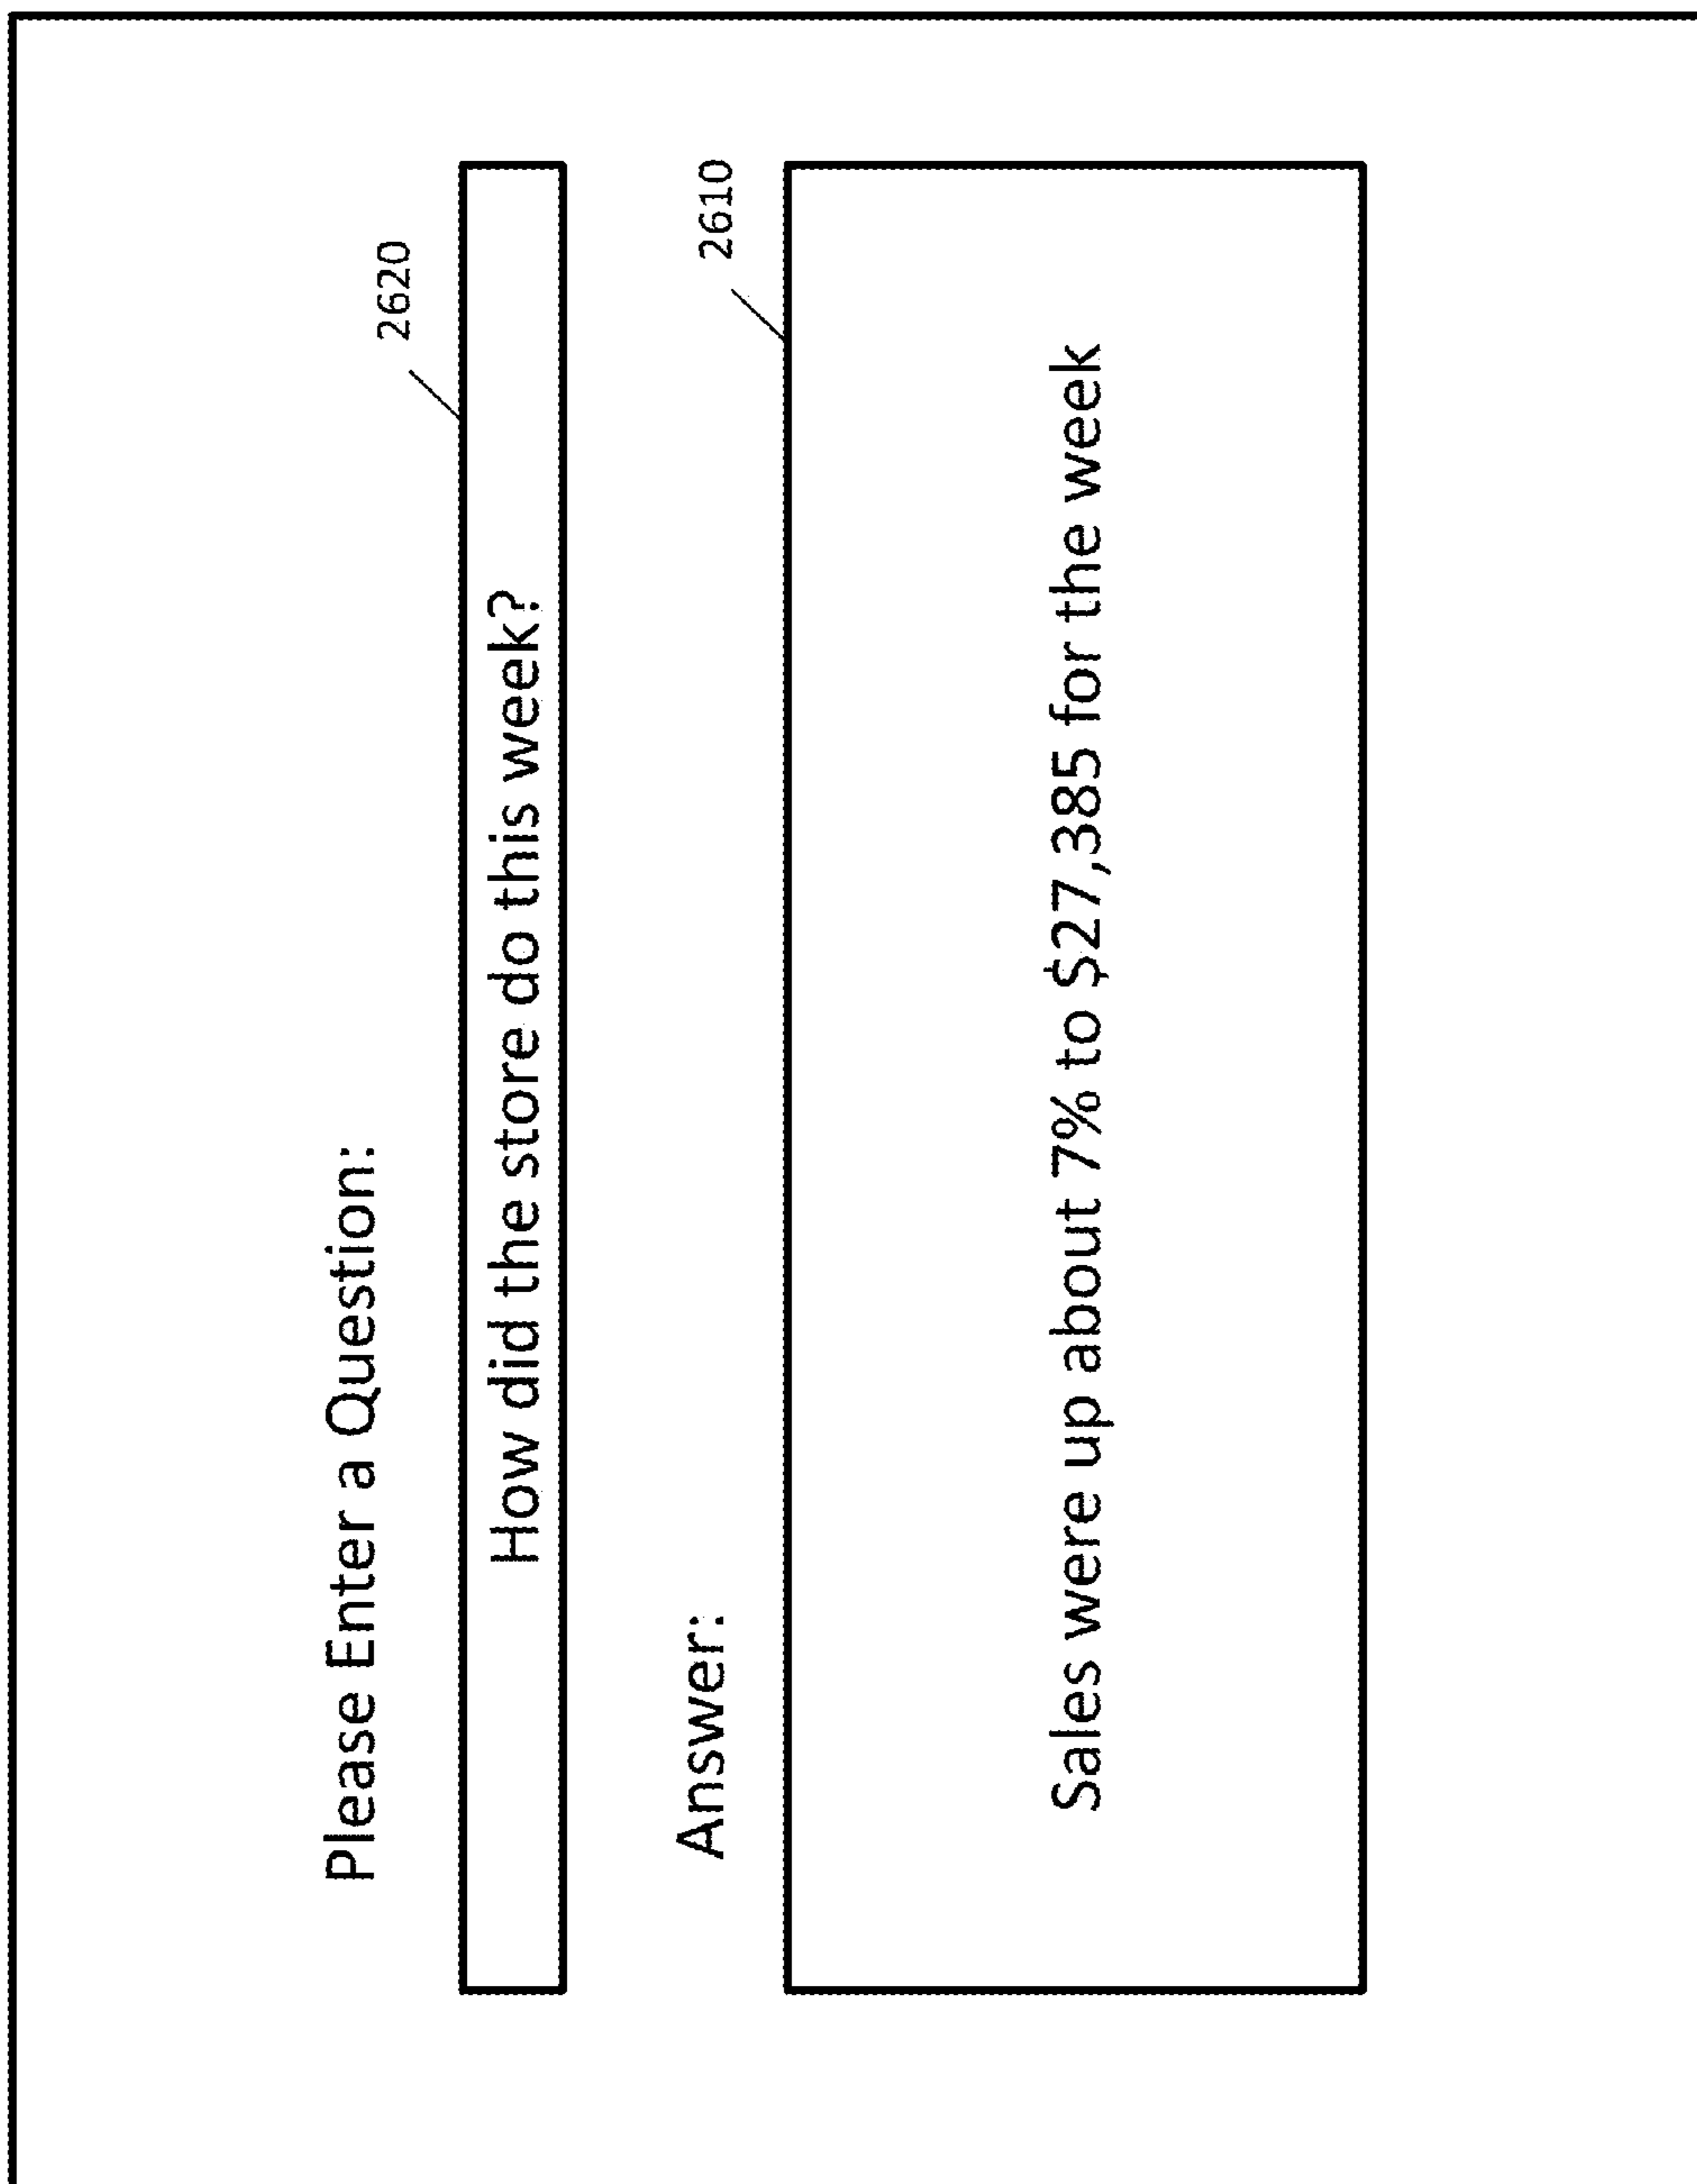 Please Enter a Question:
2620
How did the store do this week?
2610
Answer:
Sales were up about 7% to $27,385 for the week